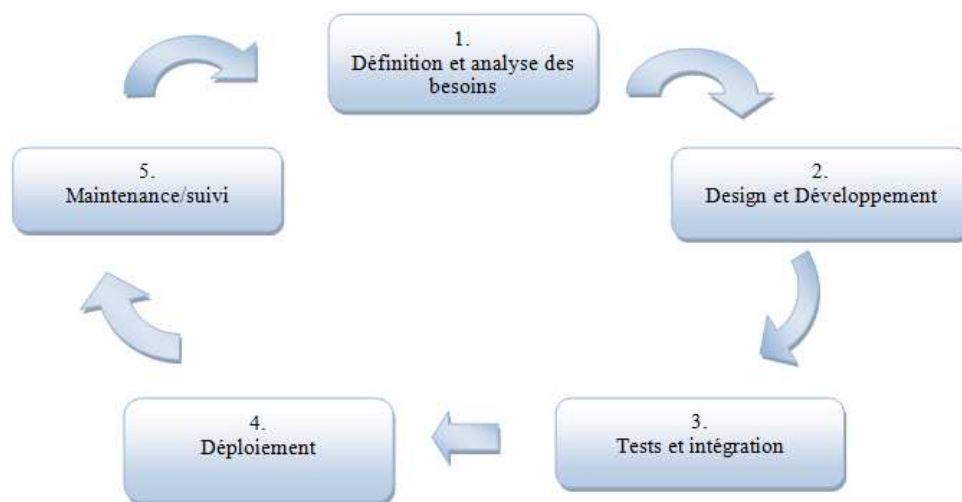 1.
Définition et analyse des
besoins
2.
Design et Développement
3.
Tests et intégration
4.
Déploiement
5.
Maintenance/suivi